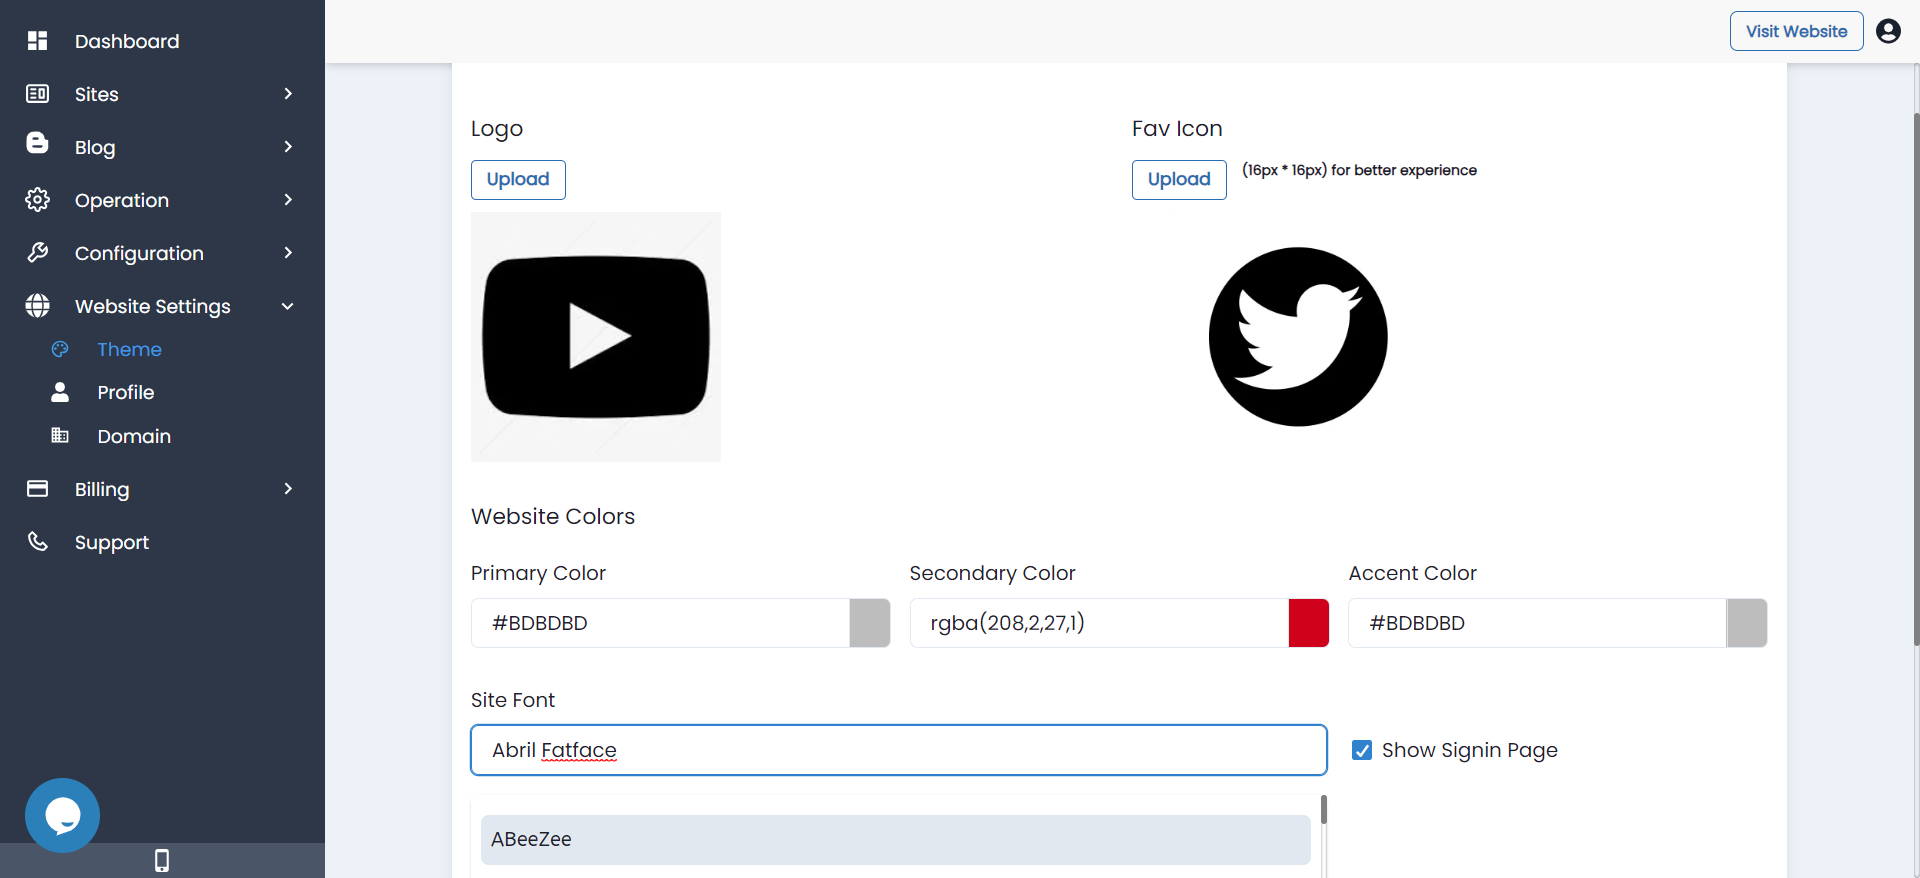 Dashboard
Sites
Blog
Operation
Configuration
Website Settings
Theme
Profile
Domain
Billing
Support
Visit Website
Logo
Upload
Fav Icon
Upload
(16px * 16px) for better experience
Website Colors
Primary Color
#BDBDBD
Secondary Color
rgba(208,2,27,1)
Accent Color
#BDBDBD
Site Font
Abril Fatface
Show Signin Page
ABeeZee